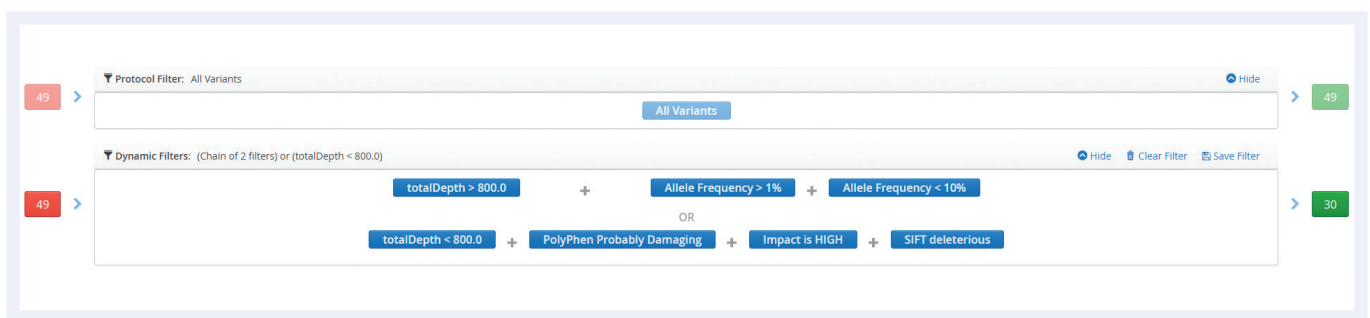 Protocol Filter: All Variants Hide
49 49
All Variants
Dynamic Filters: (Chain of 2 filters) or (totalDepth < 800.0) Hide Clear Filter Save Filter
totalDepth > 800.0 + Allele Frequency > 1% + Allele Frequency < 10%
49 30
OR
totalDepth < 800.0 + PolyPhen Probably Damaging + Impact is HIGH + SIFT deleterious